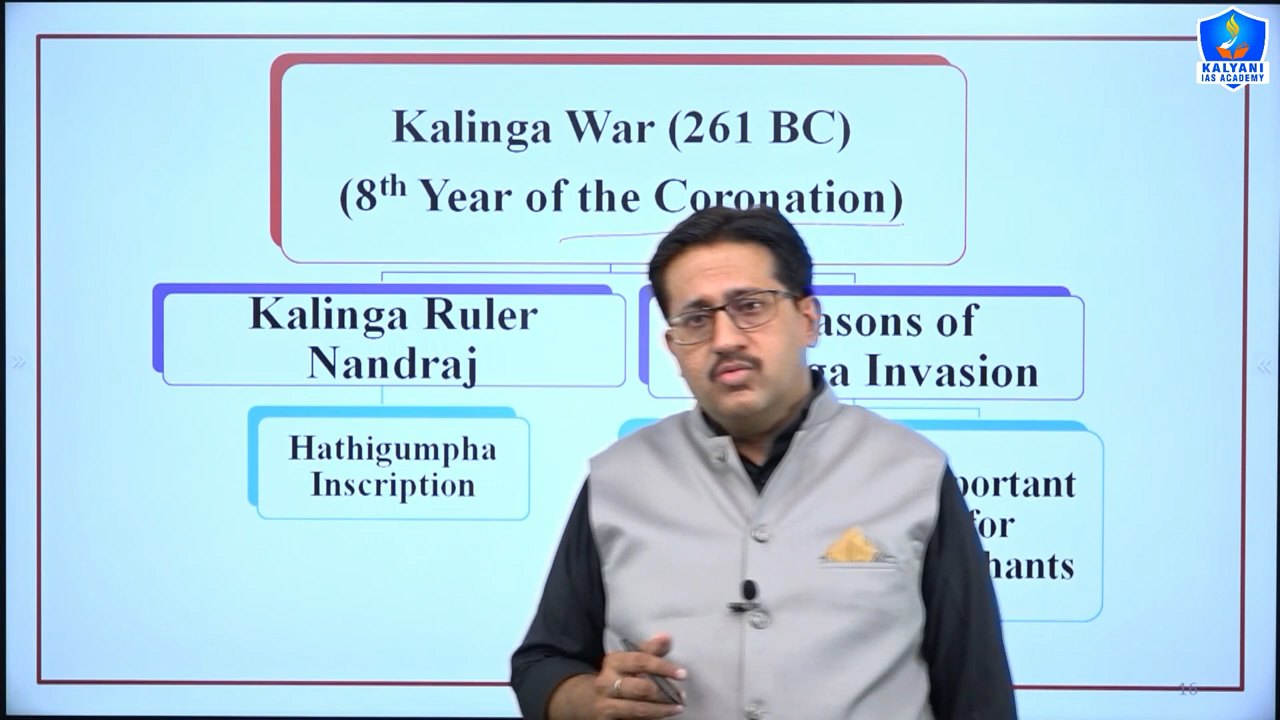 KALYANI
IAS ACADEMY
Kalinga War (261 BC)
(8th Year of the Coronation)
Kalinga Ruler
Nandraj
asons of
ga Invasion
Hathigumpha
Inscription
portant
for
hants
16